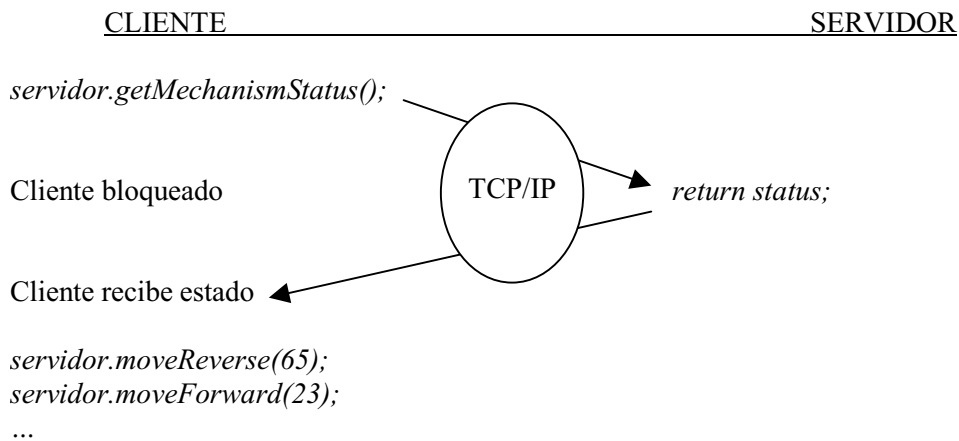 CLIENTE SERVIDOR
servidor.getMechanismStatus();
Cliente bloqueado TCP/IP return status;
Cliente recibe estado
servidor.moveReverse(65);
servidor.moveForward(23);
...